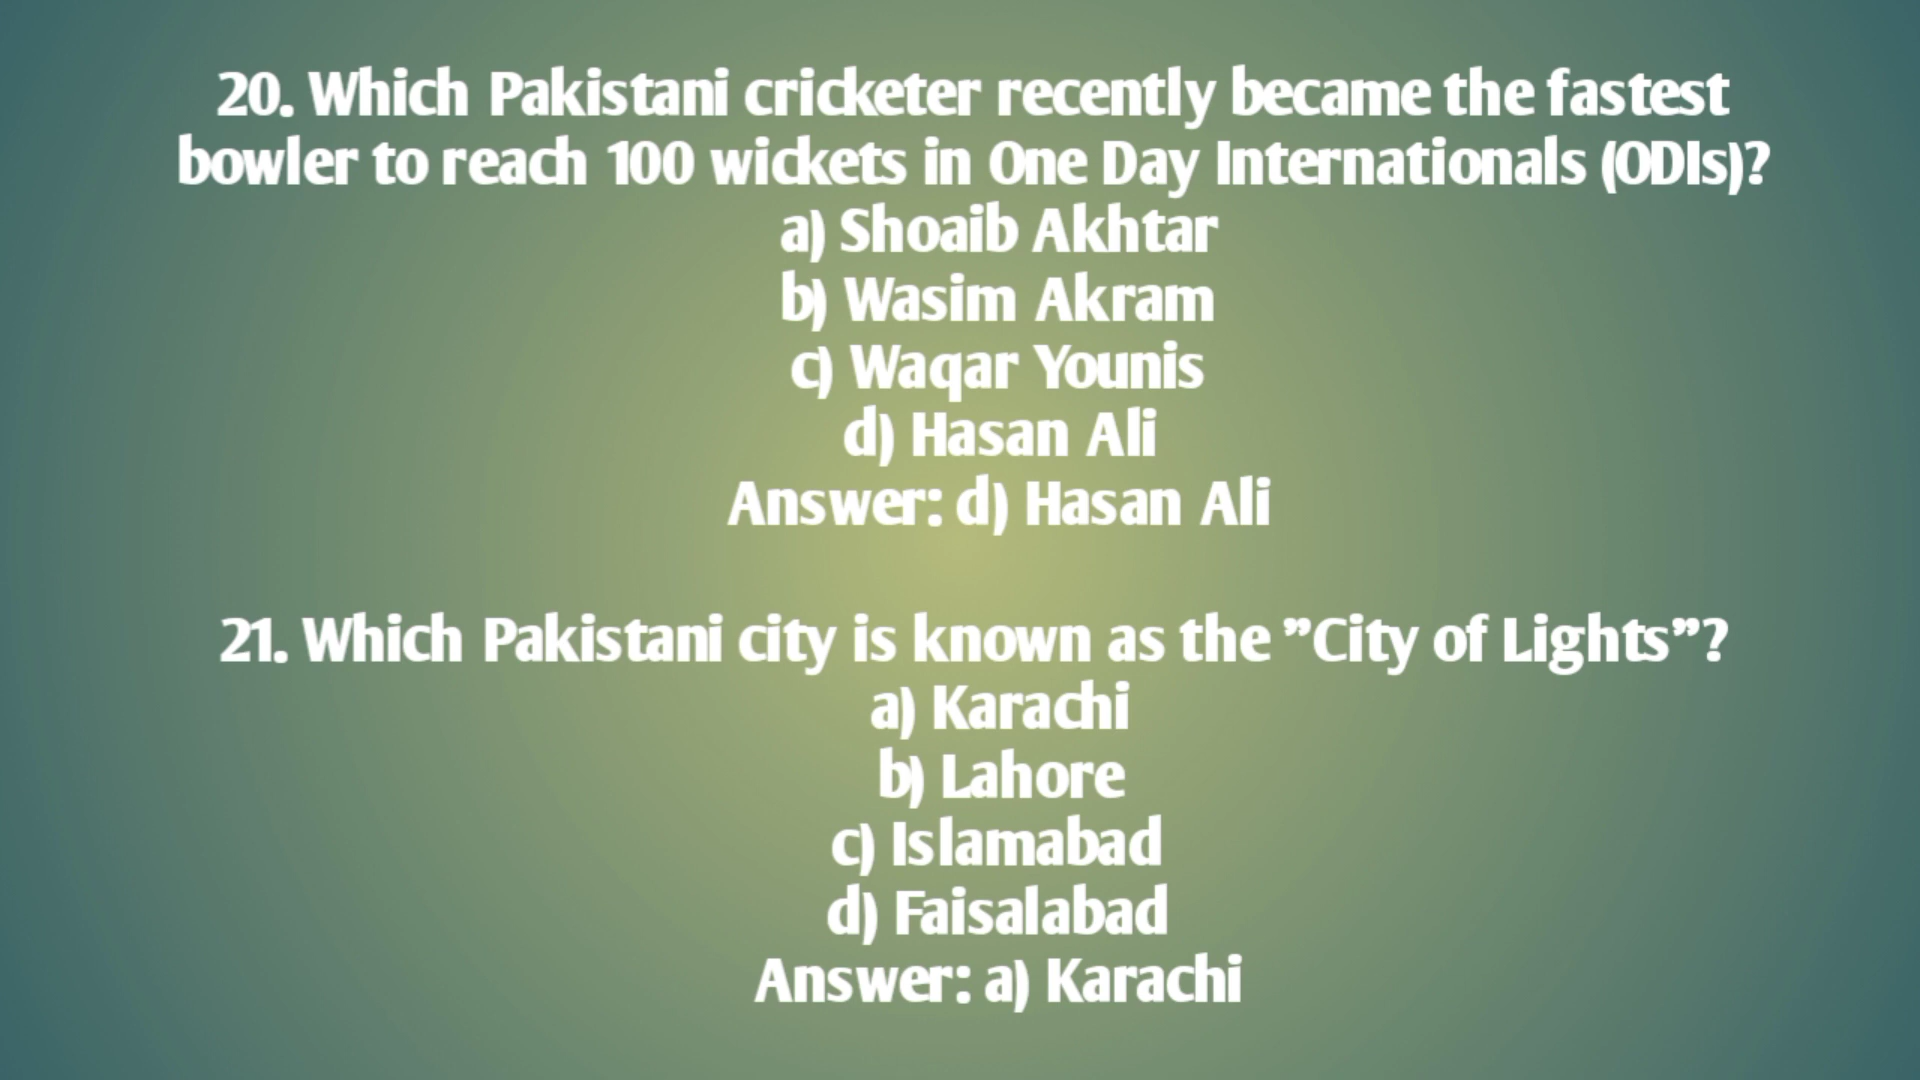 20. Which Pakistani cricketer recently became the fastest
bowler to reach 100 wickets in One Day Internationals (ODIs)?
a) Shoaib Akhtar
b) Wasim Akram
c) Waqar Younis
d) Hasan Ali
Answer: d) Hasan Ali
21. Which Pakistani city is known as the ”City of Lights”?
a) Karachi
b) Lahore
c) Islamabad
d) Faisalabad
Answer: a) Karachi